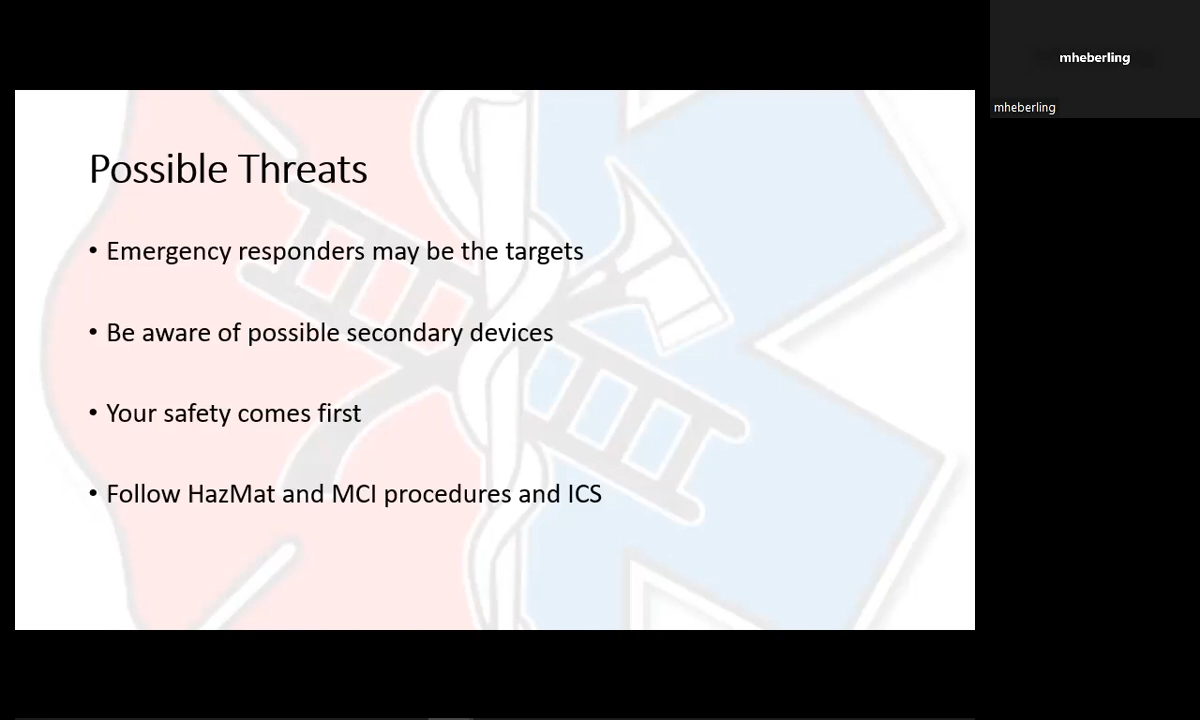 mheberling
mheberling
Possible Threats
• Emergency responders may be the targets
• Be aware of possible secondary devices
• Your safety comes first
• Follow HazMat and MCI procedures and ICS